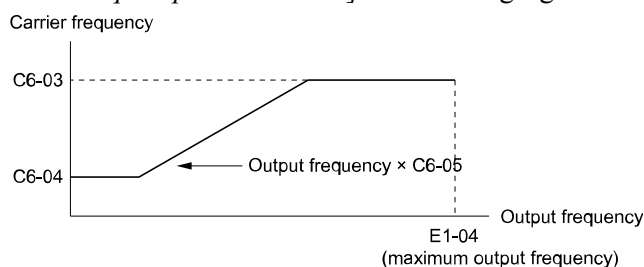 Carrier frequency
C6-03
C6-04
Output frequency × C6-05
Output frequency
E1-04
(maximum output frequency)